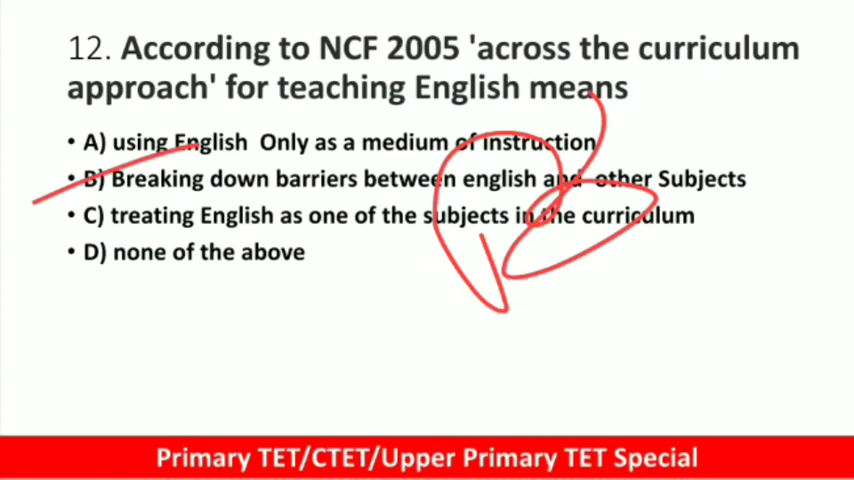 12. According to NCF 2005 'across the curriculum
approach' for teaching English means
• A) using English Only as a medium of instruction
• B) Breaking down barriers between english and other Subjects
• C) treating English as one of the subjects in the curriculum
• D) none of the above
Primary TET/CTET/Upper Primary TET Special